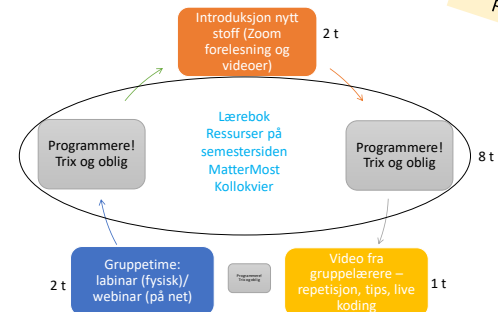 Introduksjon nytt
stoff (Zoom
forelesning og
videoer)
2 t
Lærebok
Ressurser på
semestersiden
MatterMost
Kollokvier
Programmere!
Trix og oblig
Programmere!
Trix og oblig
8 t
2 t
Gruppetime:
labinar (fysisk)/
webinar (på net)
Programmere!
Trix og oblig
Video fra
gruppelærere –
repetisjon, tips, live
koding
1 t